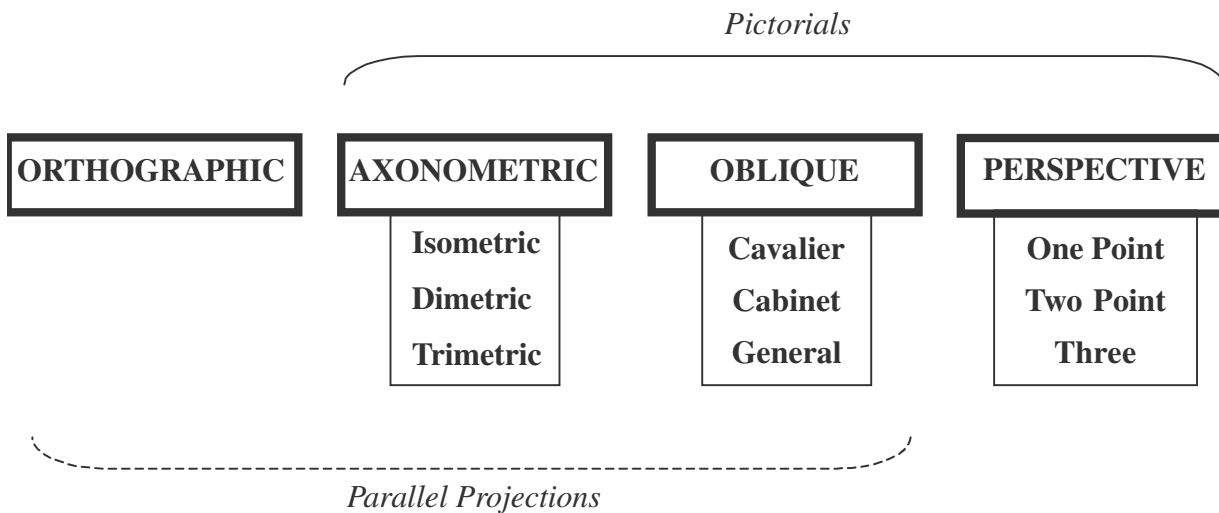 Pictorials
ORTHOGRAPHIC
AXONOMETRIC
Isometric
Dimetric
Trimetric
OBLIQUE
Cavalier
Cabinet
General
PERSPECTIVE
One Point
Two Point
Three
Parallel Projections